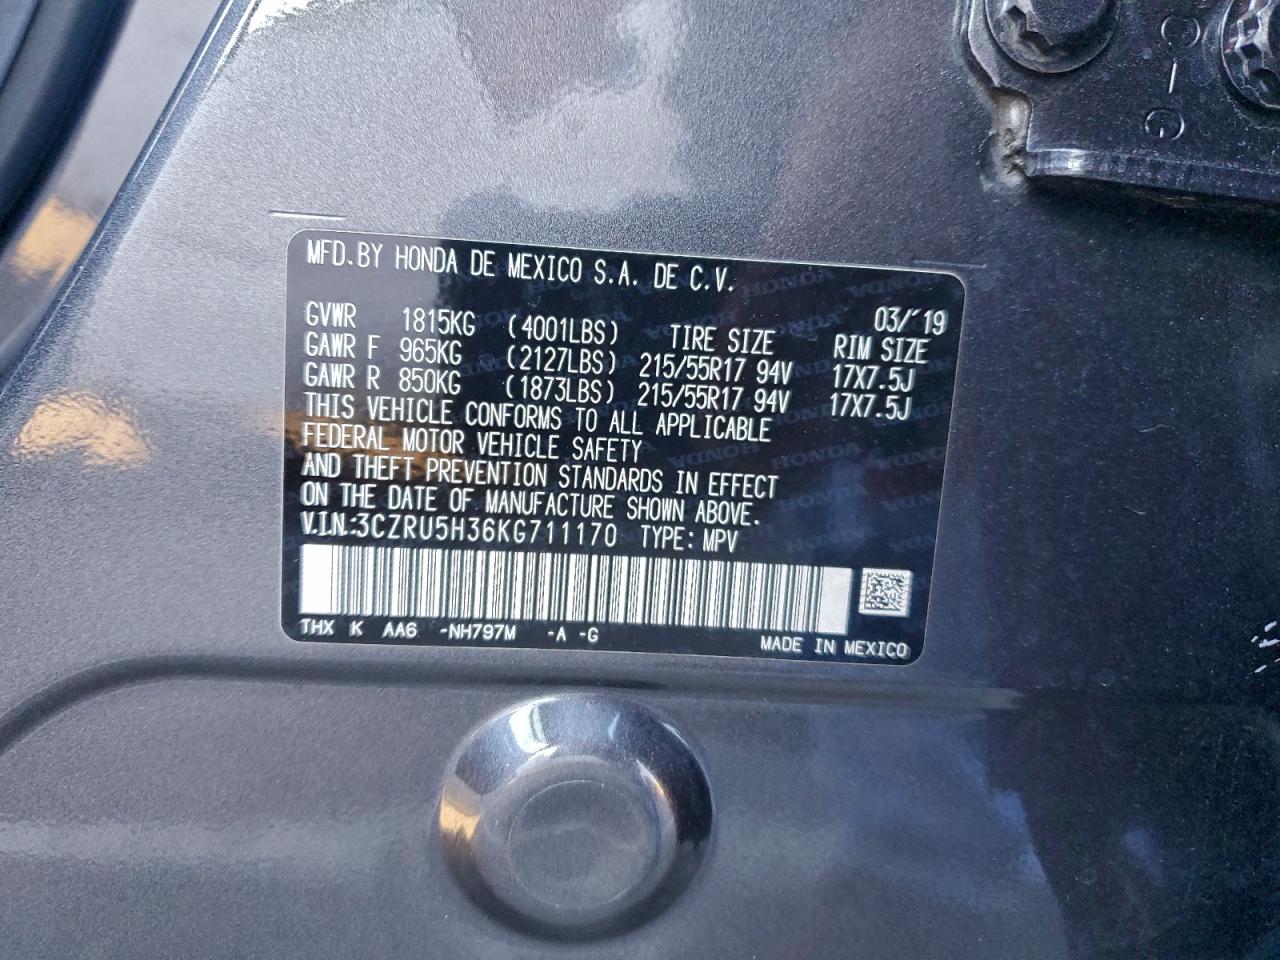 MFD.BY HONDA DE MEXICO S.A. DE C.V.
03/'19
GVWR 1815KG (4001LBS) TIRE SIZE RIM SIZE
GAWR F 965KG (2127LBS) 215/55R17 94V 17X7.5J
GAWR R 850KG (1873LBS) 215/55R17 94V 17X7.5J
THIS VEHICLE CONFORMS TO ALL APPLICABLE
FEDERAL MOTOR VEHICLE SAFETY
AND THEFT PREVENTION STANDARDS IN EFFECT
ON THE DATE OF MANUFACTURE SHOWN ABOVE.
V.I.N.:3CZRU5H36KG711170 TYPE: MPV
THX K AA6 -NH797M -A -G
MADE IN MEXICO